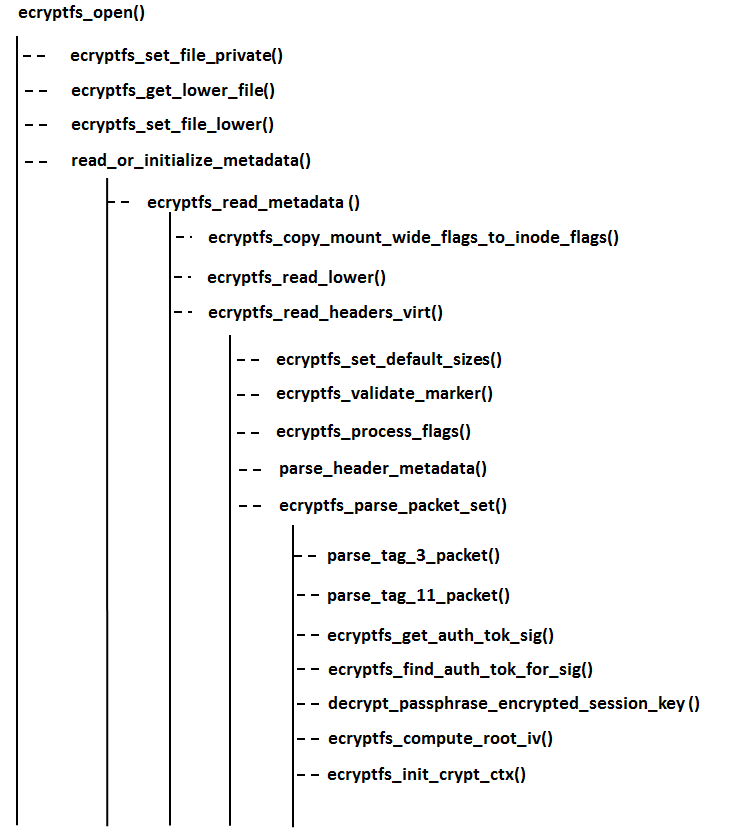 ecryptfs_open()
ecryptfs_set_file_private()
ecryptfs_get_lower_file()
ecryptfs_set_file_lower()
read_or_initialize_metadata()
ecryptfs_read_metadata ()
ecryptfs_copy_mount_wide_flags_to_inode_flags()
ecryptfs_read_lower()
ecryptfs_read_headers_virt()
ecryptfs_set_default_sizes()
ecryptfs_validate_marker()
ecryptfs_process_flags()
parse_header_metadata()
ecryptfs_parse_packet_set()
parse_tag_3_packet()
parse_tag_11_packet()
ecryptfs_get_auth_tok_sig()
ecryptfs_find_auth_tok_for_sig()
decrypt_passphrase_encrypted_session_key ()
ecryptfs_compute_root_iv()
ecryptfs_init_crypt_ctx()